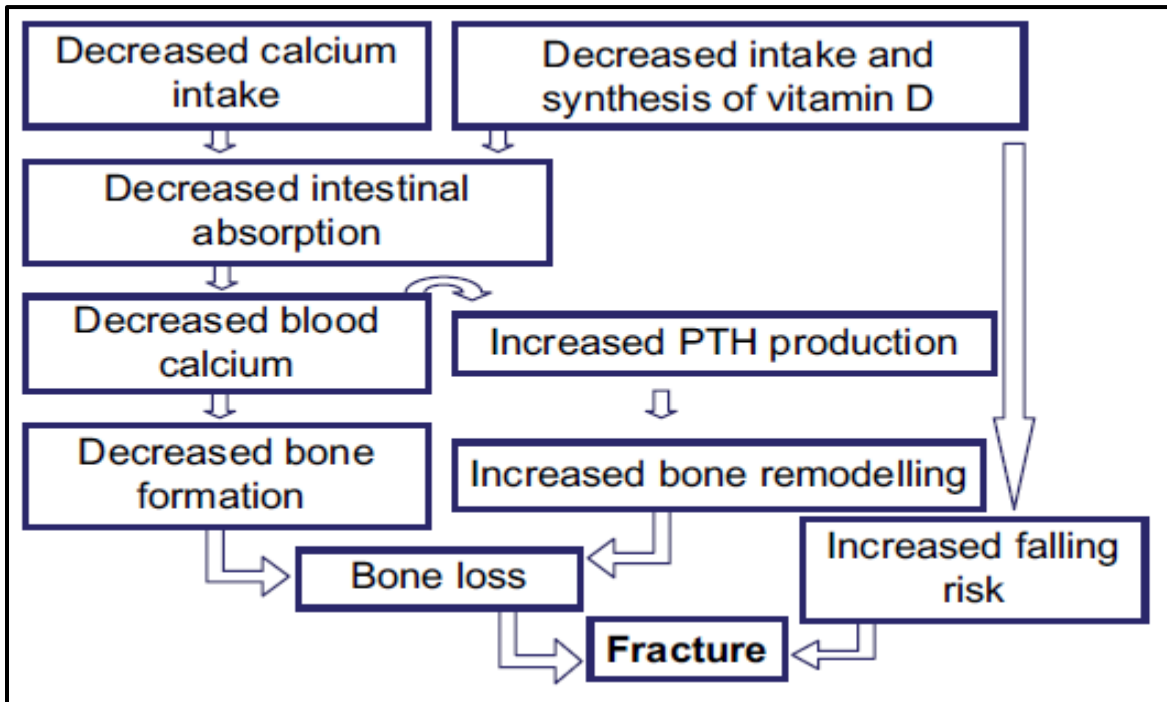 Decreased calcium
intake
Decreased intake and
synthesis of vitamin D
Decreased intestinal
absorption
Decreased blood
calcium
Increased PTH production
Decreased bone
formation
Increased bone remodelling
Bone loss
Increased falling
risk
Fracture